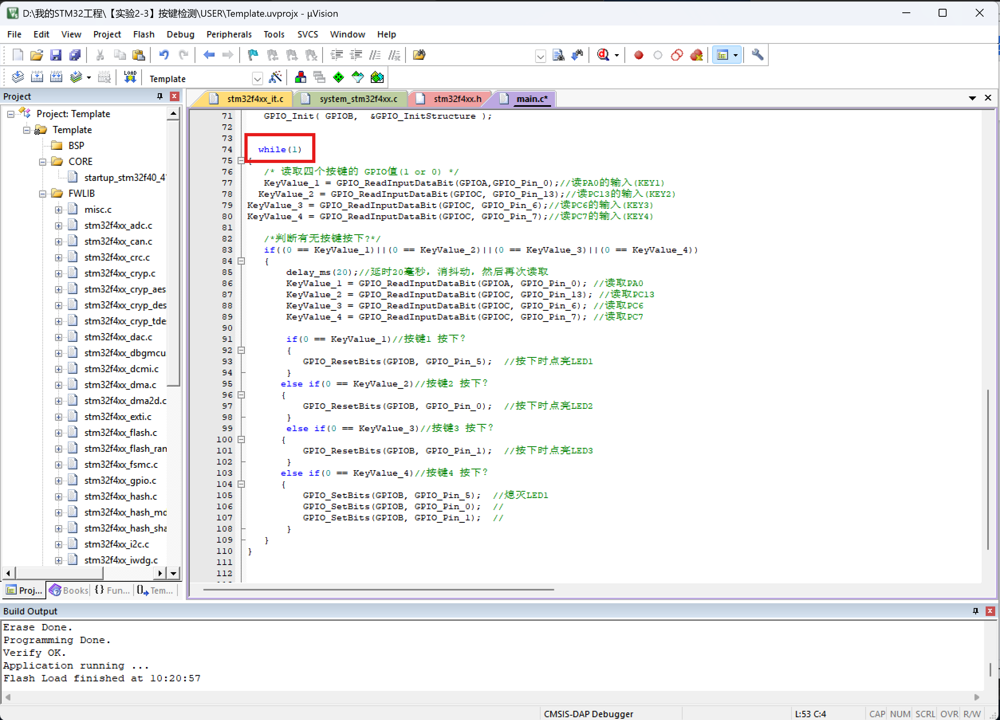 D:\我的STM32工程\【实验2-3】按键检测\USER\Template.uvprojx - µVision
File Edit View Project Flash Debug Peripherals Tools SVCS Window Help
LOAD
Template
Project
Project: Template
Template
BSP
CORE
startup_stm32f40_4
FWLIB
misc.c
stm32f4xx_adc.c
stm32f4xx_can.c
stm32f4xx_crc.c
stm32f4xx_cryp.c
stm32f4xx_cryp_aes
stm32f4xx_cryp_des
stm32f4xx_cryp_tde
stm32f4xx_dac.c
stm32f4xx_dbgmcu
stm32f4xx_dcmi.c
stm32f4xx_dma.c
stm32f4xx_dma2d.c
stm32f4xx_exti.c
stm32f4xx_flash.c
stm32f4xx_flash_ran
stm32f4xx_fsmc.c
stm32f4xx_gpio.c
stm32f4xx_hash.c
stm32f4xx_hash_mc
stm32f4xx_hash_sha
stm32f4xx_i2c.c
stm32f4xx_iwdg.c
Proj... Books {} Fun... Tem...
stm32f4xx_it.c system_stm32f4xx.c stm32f4xx.h main.c*
71 GPIO_Init( GPIOB,  &GPIO_InitStructure );
72
73
74 while(1)
75 {
76 /* 读取四个按键的 GPIO值(1 or 0) */
77 KeyValue_1 = GPIO_ReadInputDataBit(GPIOA,GPIO_Pin_0);//读PA0的输入(KEY1)
78 KeyValue_2 = GPIO_ReadInputDataBit(GPIOC, GPIO_Pin_13);//读PC13的输入(KEY2)
79 KeyValue_3 = GPIO_ReadInputDataBit(GPIOC, GPIO_Pin_6);//读PC6的输入(KEY3)
80 KeyValue_4 = GPIO_ReadInputDataBit(GPIOC, GPIO_Pin_7);//读PC7的输入(KEY4)
81
82 /*判断有无按键按下?*/
83 if((0 == KeyValue_1)||(0 == KeyValue_2)||(0 == KeyValue_3)||(0 == KeyValue_4))
84 {
85 delay_ms(20);//延时20毫秒，消抖动，然后再次读取
86 KeyValue_1 = GPIO_ReadInputDataBit(GPIOA, GPIO_Pin_0); //读取PA0
87 KeyValue_2 = GPIO_ReadInputDataBit(GPIOC, GPIO_Pin_13); //读取PC13
88 KeyValue_3 = GPIO_ReadInputDataBit(GPIOC, GPIO_Pin_6); //读取PC6
89 KeyValue_4 = GPIO_ReadInputDataBit(GPIOC, GPIO_Pin_7); //读取PC7
90
91 if(0 == KeyValue_1)//按键1 按下?
92 {
93 GPIO_ResetBits(GPIOB, GPIO_Pin_5);  //按下时点亮LED1
94 }
95 else if(0 == KeyValue_2)//按键2 按下?
96 {
97 GPIO_ResetBits(GPIOB, GPIO_Pin_0);  //按下时点亮LED2
98 }
99 else if(0 == KeyValue_3)//按键3 按下?
100 {
101 GPIO_ResetBits(GPIOB, GPIO_Pin_1);  //按下时点亮LED3
102 }
103 else if(0 == KeyValue_4)//按键4 按下?
104 {
105 GPIO_SetBits(GPIOB, GPIO_Pin_5);  //熄灭LED1
106 GPIO_SetBits(GPIOB, GPIO_Pin_0);  //
107 GPIO_SetBits(GPIOB, GPIO_Pin_1);  //
108 }
109 }
110 }
111
112
Build Output
Erase Done.
Programming Done.
Verify OK.
Application running ...
Flash Load finished at 10:20:57
CMSIS-DAP Debugger L:53 C:4 CAP NUM SCRL OVR R/W